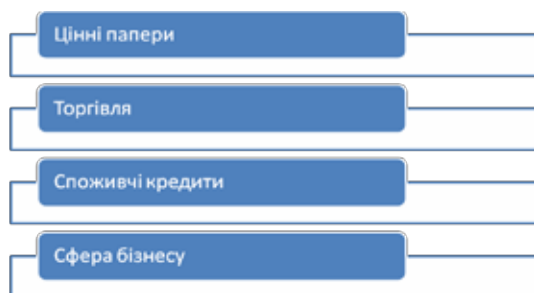 Цінні папери
Торгівля
Споживчі кредити
Сфера бізнесу